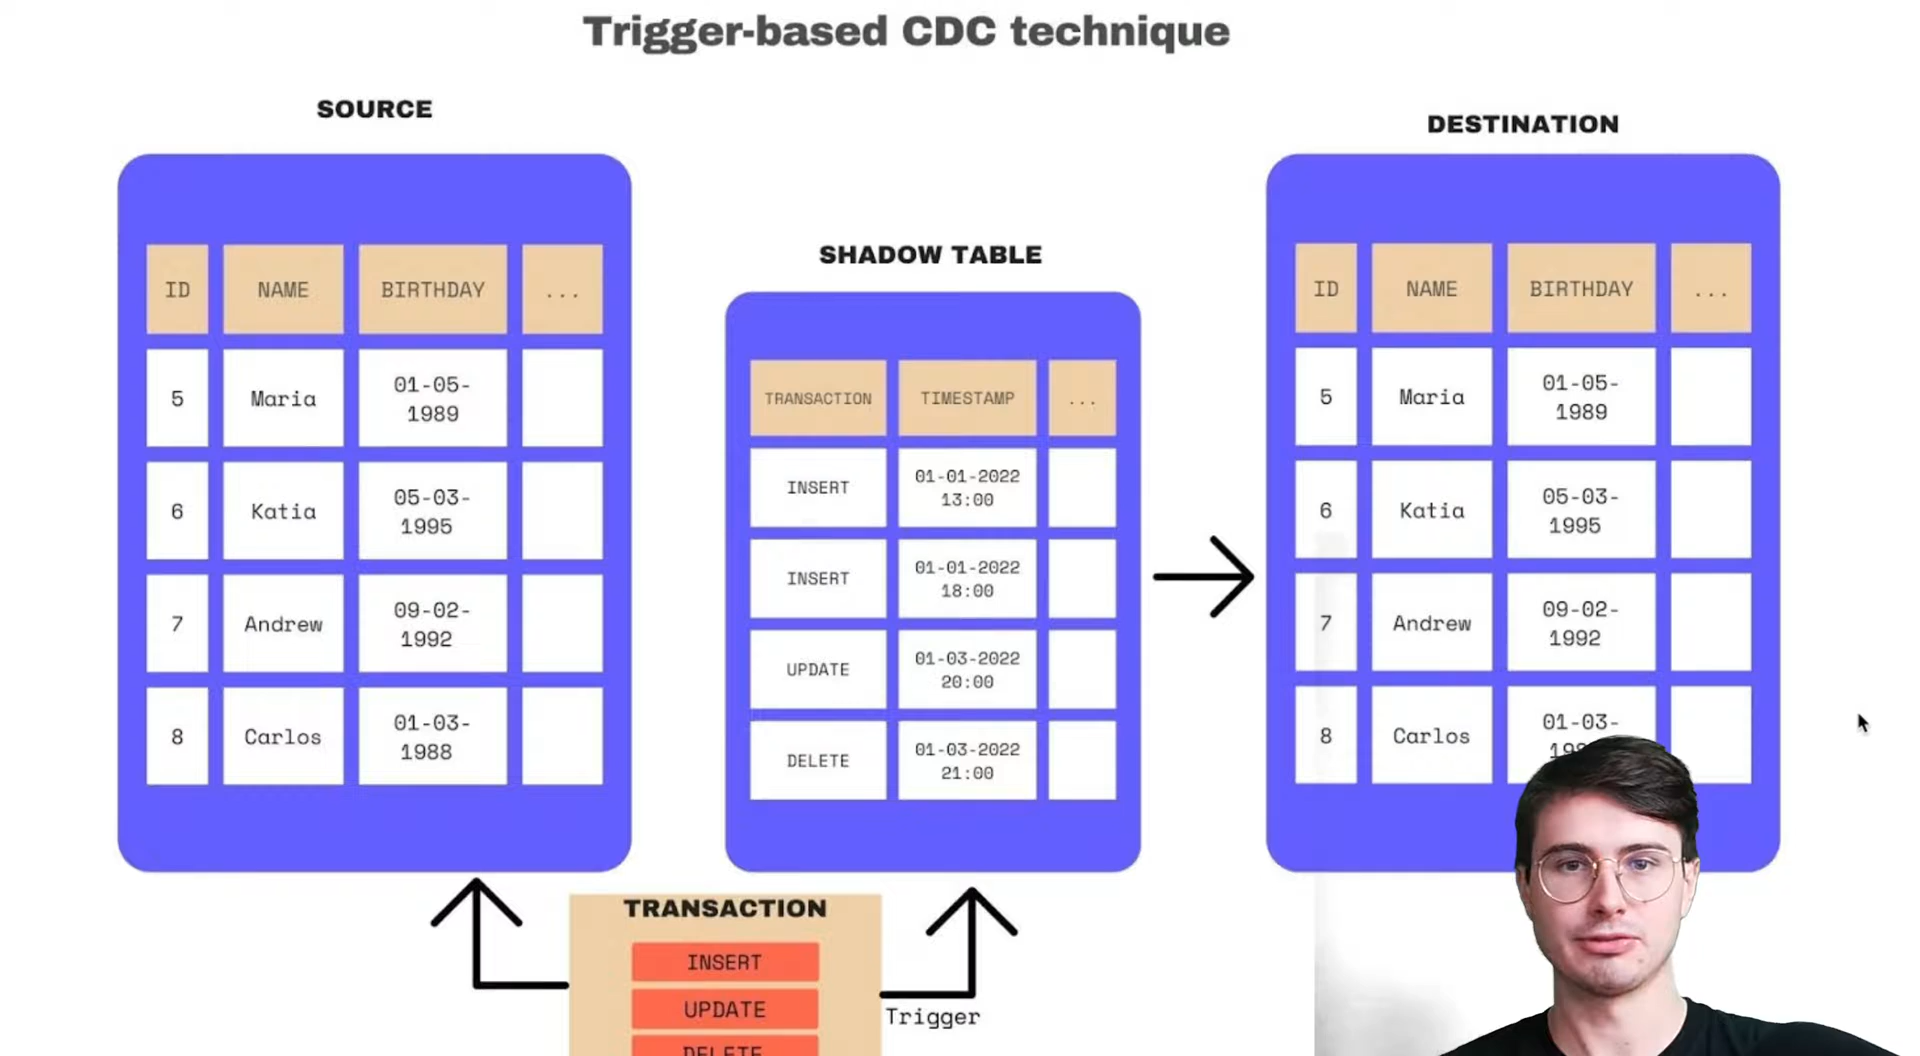 Trigger-based CDC technique
SOURCE
ID NAME BIRTHDAY ...
5 Maria 01-05-
1989
6 Katia 05-03-
1995
7 Andrew 09-02-
1992
8 Carlos 01-03-
1988
SHADOW TABLE
TRANSACTION TIMESTAMP ...
INSERT 01-01-2022
13:00
INSERT 01-01-2022
18:00
UPDATE 01-03-2022
20:00
DELETE 01-03-2022
21:00
DESTINATION
ID NAME BIRTHDAY ...
5 Maria 01-05-
1989
6 Katia 05-03-
1995
7 Andrew 09-02-
1992
8 Carlos 01-03-
TRANSACTION
INSERT
UPDATE
DELETE
Trigger